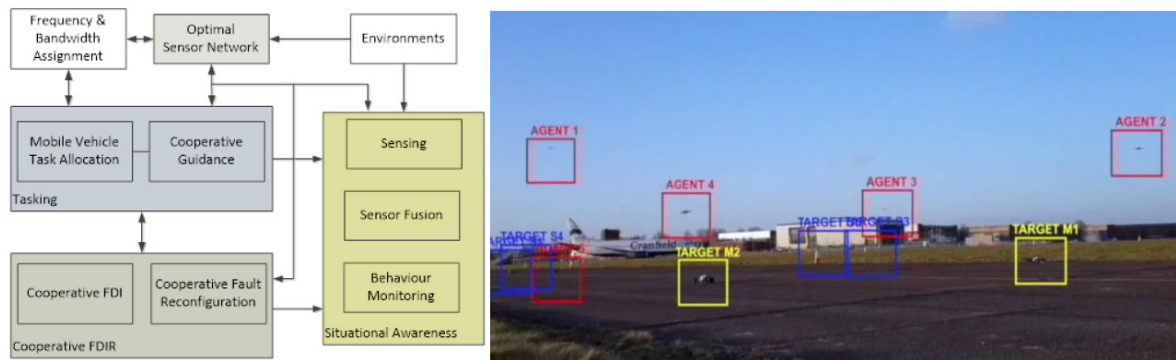 Frequency &
Bandwidth
Assignment
Optimal
Sensor Network
Environments
Mobile Vehicle
Task Allocation
Cooperative
Guidance
Tasking
Sensing
Sensor Fusion
Behaviour
Monitoring
Situational Awareness
Cooperative FDI
Cooperative Fault
Reconfiguration
Cooperative FDIR
AGENT 1
AGENT 2
AGENT 4
AGENT 3
TARGET S3
TARGET S4
TARGET M1
TARGET M2
Cranfield